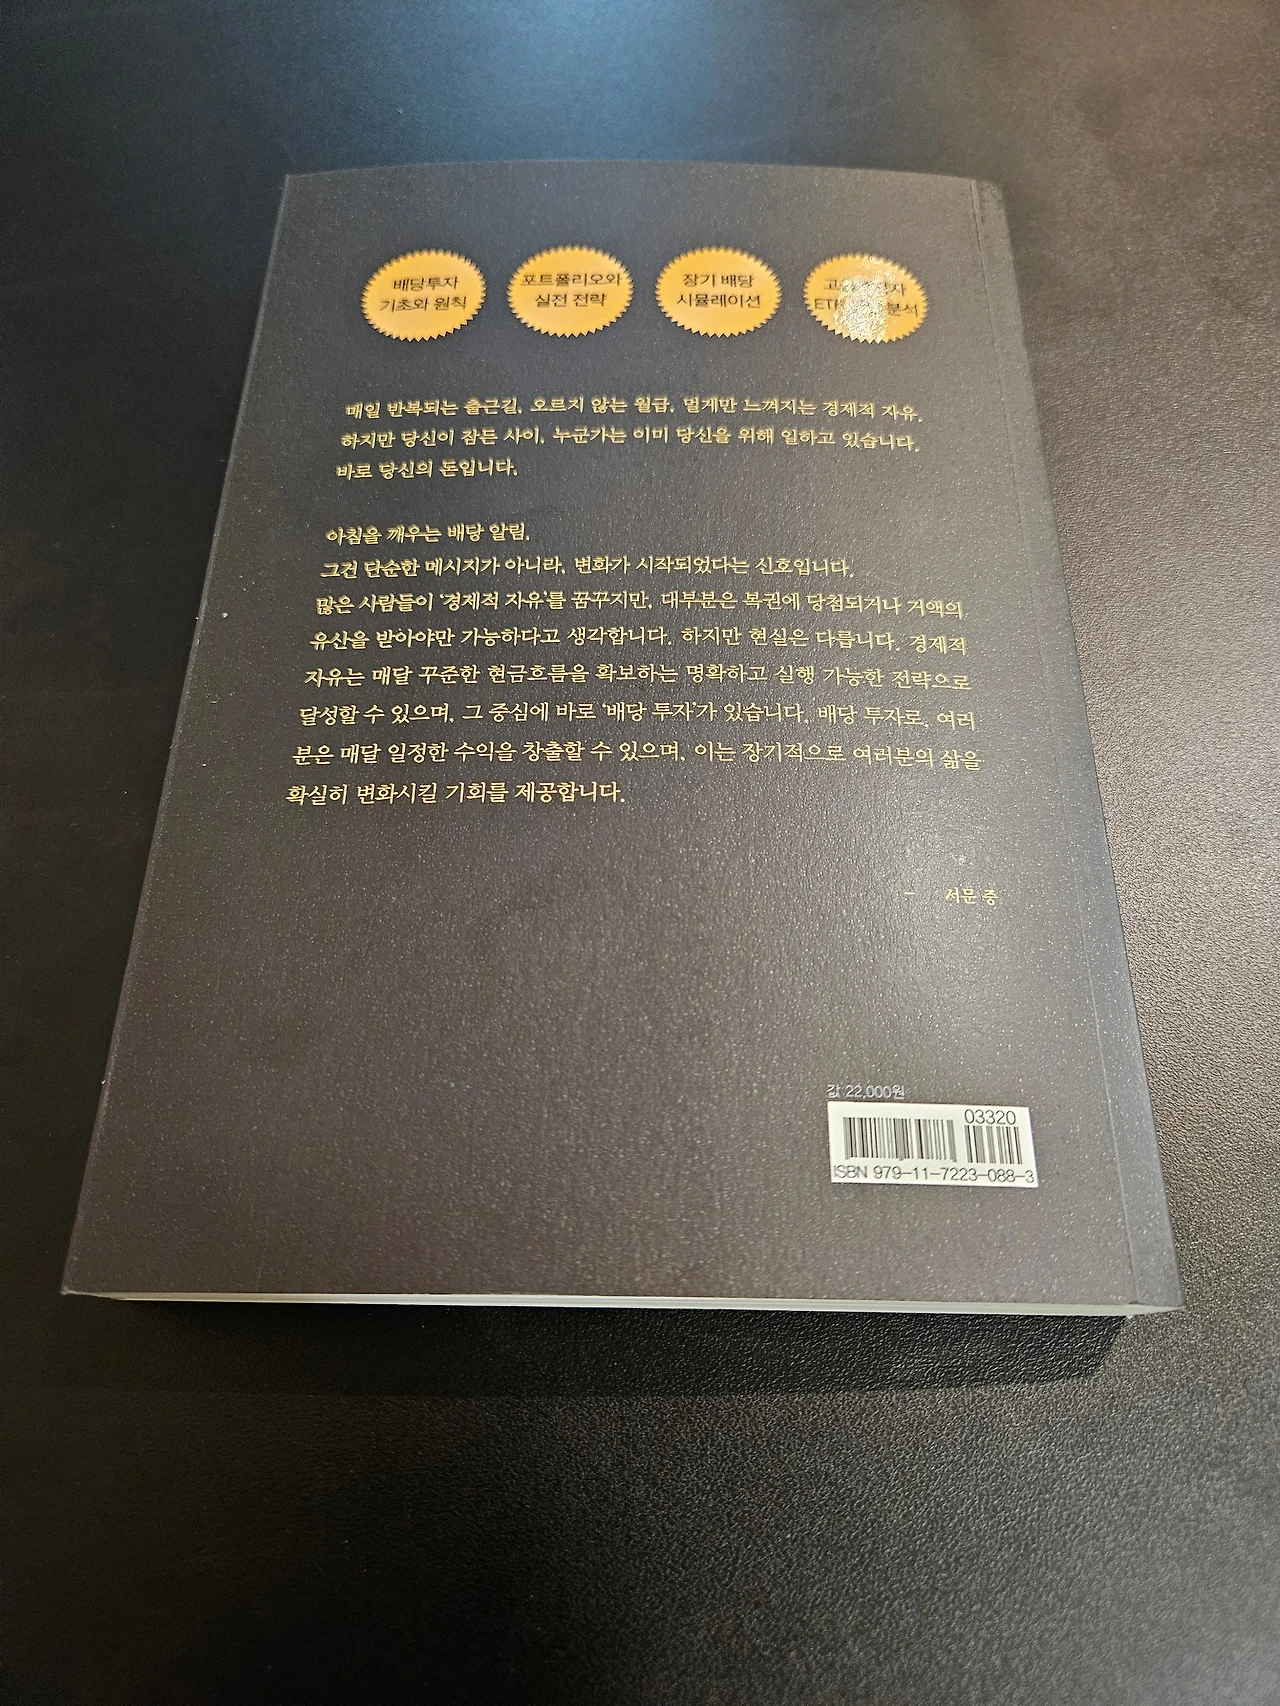 배당투자
기초와 원칙
포트폴리오와
실전 전략
장기 배당
시뮬레이션
분석
매일 반복되는 출근길, 오르지 않는 월급, 멀게만 느껴지는 경제적 자유.
하지만 당신이 잠든 사이, 누군가는 이미 당신을 위해 일하고 있습니다.
바로 당신의 돈입니다.
아침을 깨우는 배당 알림,
그건 단순한 메시지가 아니라, 변화가 시작되었다는 신호입니다.
많은 사람들이 '경제적 자유'를 꿈꾸지만, 대부분은 복권에 당첨되거나 거액의
유산을 받아야만 가능하다고 생각합니다. 하지만 현실은 다릅니다. 경제적
자유는 매달 꾸준한 현금흐름을 확보하는 명확하고 실행 가능한 전략으로
달성할 수 있으며, 그 중심에 바로 '배당 투자'가 있습니다. 배당 투자로, 여러
분은 매달 일정한 수익을 창출할 수 있으며, 이는 장기적으로 여러분의 삶을
확실히 변화시킬 기회를 제공합니다.
– 서문 중
값 22,000원
03320
ISBN 979-11-7223-088-3